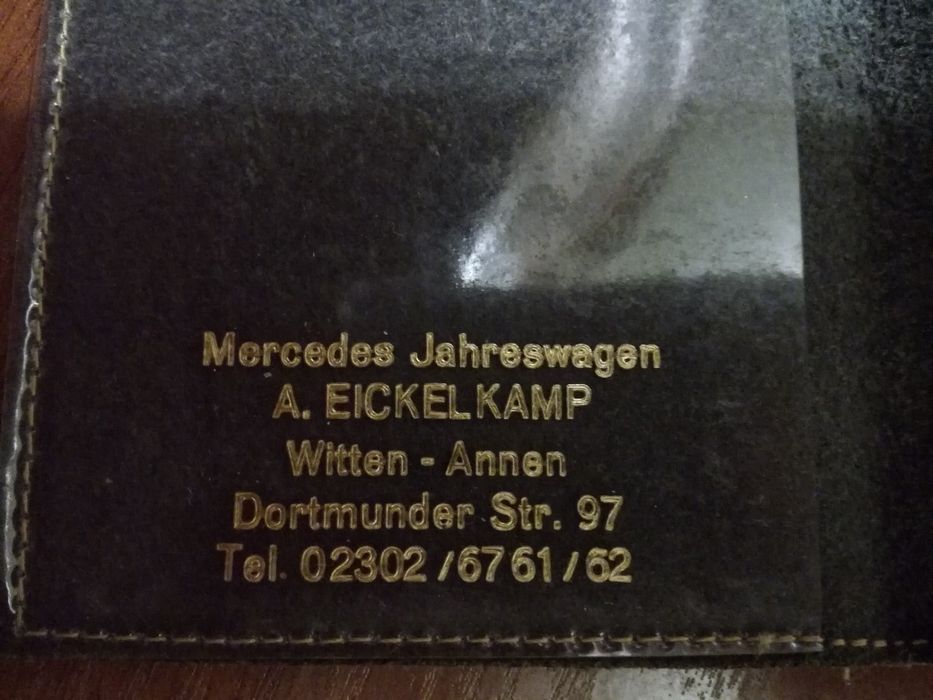 Mercedes Jahreswagen
A. EICKELKAMP
Witten - Annen
Dortmunder Str. 97
Tel. 02302 / 67 61 / 62